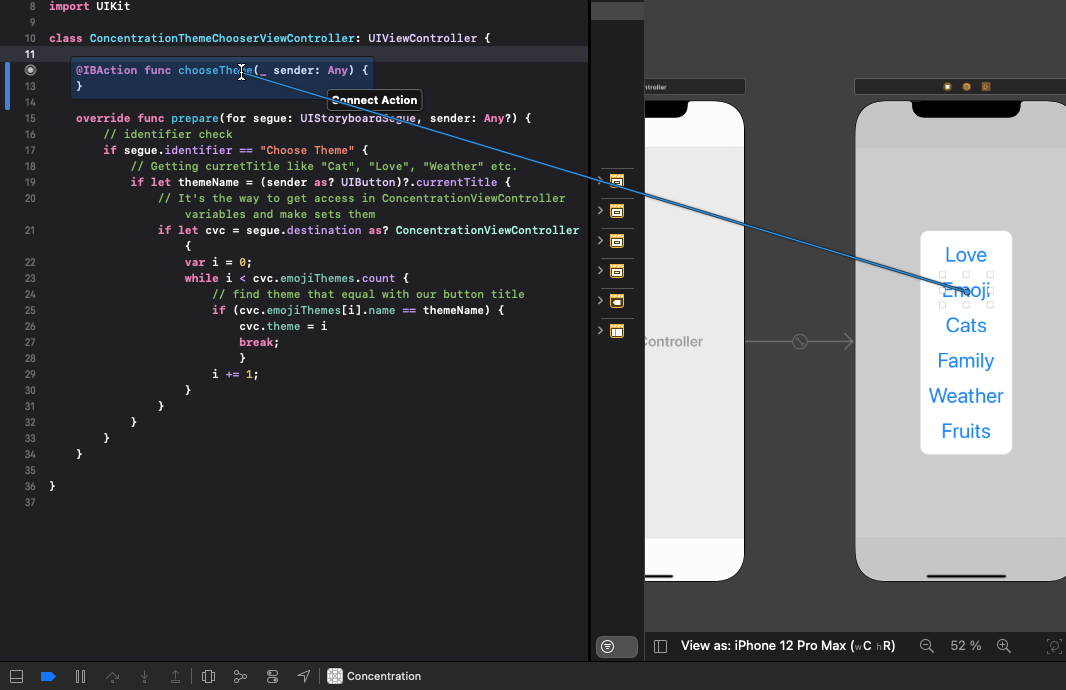 8 import UIKit
9
10 class ConcentrationThemeChooserViewController: UIViewController {
11
@IBAction func chooseTheme(_ sender: Any) {
13 }
Connect Action
14
15 override func prepare(for segue: UIStoryboardSegue, sender: Any?) {
16 // identifier check
17 if segue.identifier == "Choose Theme" {
18 // Getting curretTitle like "Cat", "Love", "Weather" etc.
19 if let themeName = (sender as? UIButton)?.currentTitle {
20 // It's the way to get access in ConcentrationViewController
variables and make sets them
21 if let cvc = segue.destination as? ConcentrationViewController
{
22 var i = 0;
23 while i < cvc.emojiThemes.count {
24 // find theme that equal with our button title
25 if (cvc.emojiThemes[i].name == themeName) {
26 cvc.theme = i
27 break;
28 }
29 i += 1;
30 }
31 }
32 }
33 }
34 }
35
36 }
37
ntroller
Controller
Love
Emoji
Cats
Family
Weather
Fruits
View as: iPhone 12 Pro Max (wC hR)
52 %
Concentration